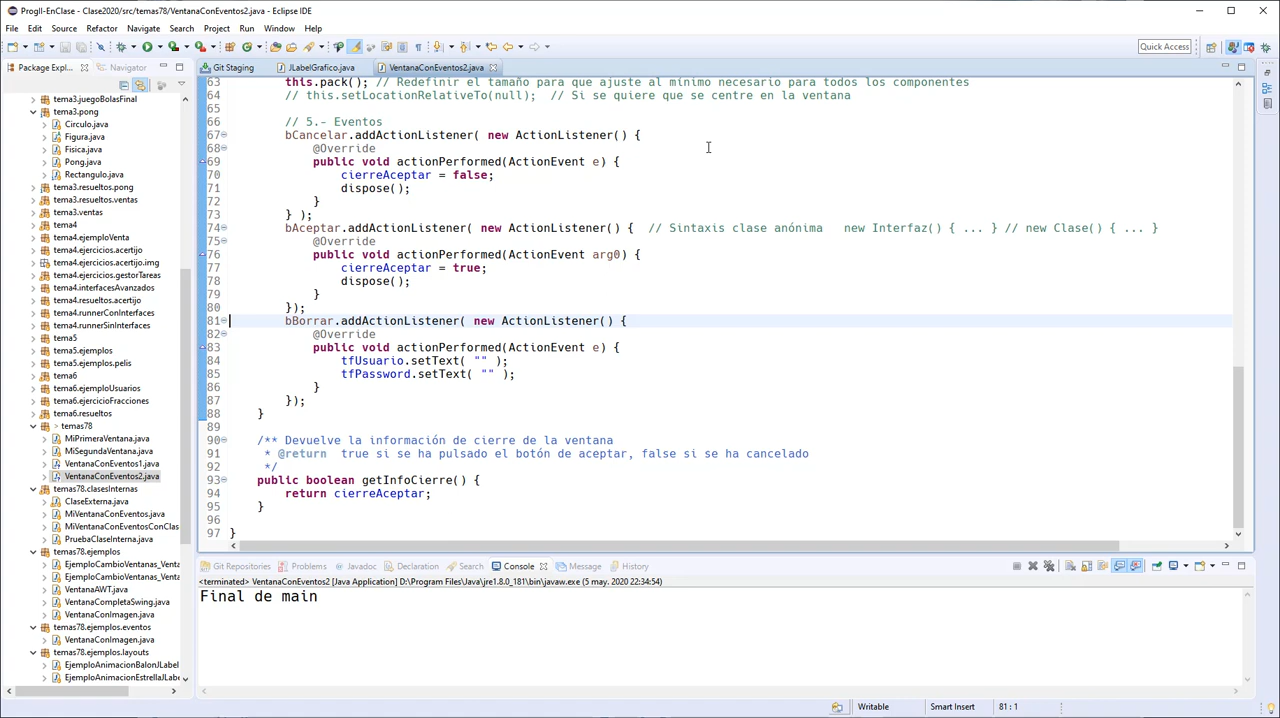 ProgII-EnClase - Clase2020/src/temas78/VentanaConEventos2.java - Eclipse IDE
File Edit Source Refactor Navigate Search Project Run Window Help
Quick Access
Package Expl... Navigator
Git Staging JLabelGrafico.java VentanaConEventos2.java
tema3.juegoBolasFinal
tema3.pong
Circulo.java
Figura.java
Fisica.java
Pong.java
Rectangulo.java
tema3.resueltos.pong
tema3.resueltos.ventas
tema3.ventas
tema4
tema4.ejemploVenta
tema4.ejercicios.acertijo
tema4.ejercicios.acertijo.img
tema4.ejercicios.gestorTareas
tema4.interfacesAvanzados
tema4.resueltos.acertijo
tema4.runnerConInterfaces
tema4.runnerSinInterfaces
tema5
tema5.ejemplos
tema5.ejemplos.pelis
tema6
tema6.ejemploUsuarios
tema6.ejercicioFracciones
tema6.resueltos
> temas78
MiPrimeraVentana.java
MiSegundaVentana.java
VentanaConEventos1.java
VentanaConEventos2.java
temas78.clasesInternas
ClaseExterna.java
MiVentanaConEventos.java
MiVentanaConEventosConClas
PruebaClaseInterna.java
temas78.ejemplos
EjemploCambioVentanas_Venta
EjemploCambioVentanas_Venta
VentanaAWT.java
VentanaCompletaSwing.java
VentanaConImagen.java
temas78.ejemplos.eventos
VentanaConImagen.java
temas78.ejemplos.layouts
EjemploAnimacionBalonJLabel
EjemploAnimacionEstrellaJLabe
63 this.pack(); // Redefinir el tamaño para que ajuste al mínimo necesario para todos los componentes
64 // this.setLocationRelativeTo(null); // Si se quiere que se centre en la ventana
65
66 // 5.- Eventos
67 bCancelar.addActionListener( new ActionListener() {
68 @Override
69 public void actionPerformed(ActionEvent e) {
70 cierreAceptar = false;
71 dispose();
72 }
73 } );
74 bAceptar.addActionListener( new ActionListener() { // Sintaxis clase anónima new Interfaz() { ... } // new Clase() { ... }
75 @Override
76 public void actionPerformed(ActionEvent arg0) {
77 cierreAceptar = true;
78 dispose();
79 }
80 });
81 bBorrar.addActionListener( new ActionListener() {
82 @Override
83 public void actionPerformed(ActionEvent e) {
84 tfUsuario.setText( "" );
85 tfPassword.setText( "" );
86 }
87 });
88 }
89
90 /** Devuelve la información de cierre de la ventana
91 * @return true si se ha pulsado el botón de aceptar, false si se ha cancelado
92 */
93 public boolean getInfoCierre() {
94 return cierreAceptar;
95 }
96
97 }
Git Repositories Problems Javadoc Declaration Search Console Message History
<terminated> VentanaConEventos2 [Java Application] D:\Program Files\Java\jre1.8.0_181\bin\javaw.exe (5 may. 2020 22:34:54)
Final de main
Writable Smart Insert 81 : 1